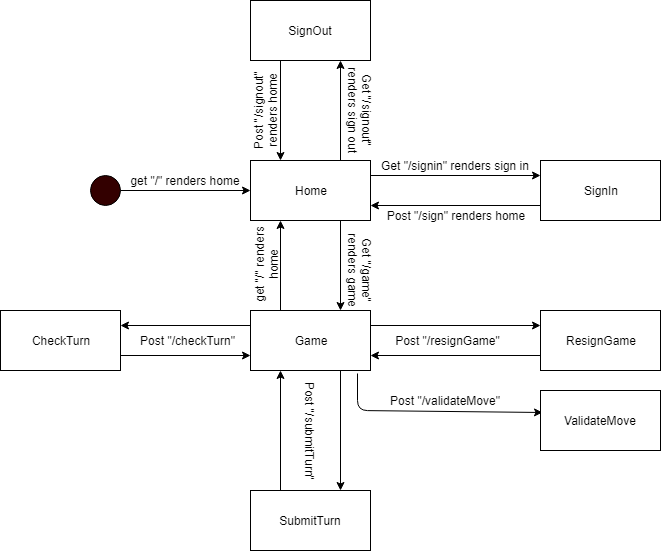 SignOut
Post "/signout"
renders home
Get "/signout"
renders sign out
get "/" renders home
Home
Get "/signin" renders sign in
SignIn
Post "/sign" renders home
get "/" renders
home
Get "/game"
renders game
CheckTurn
Post "/checkTurn"
Game
Post "/resignGame"
ResignGame
Post "/validateMove"
ValidateMove
Post "/submitTurn"
SubmitTurn